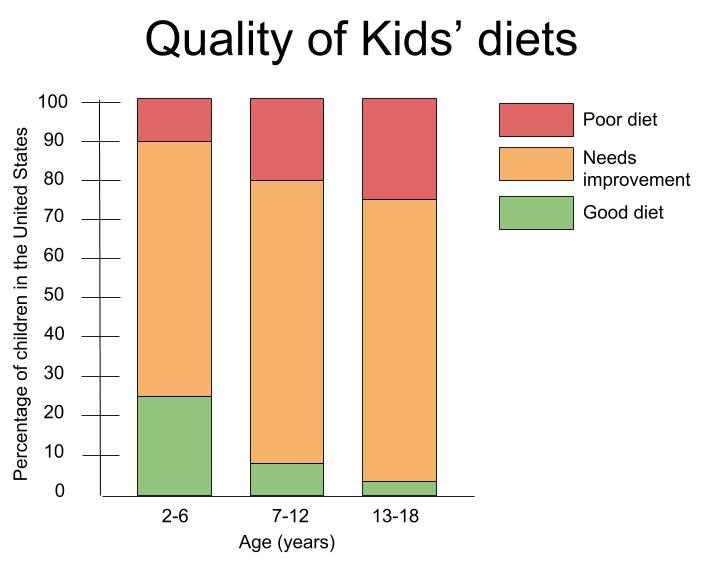 Quality of Kids’ diets
Percentage of children in the United States
100
90
80
70
60
50
40
30
20
10
0
2-6
7-12
13-18
Age (years)
Poor diet
Needs
improvement
Good diet